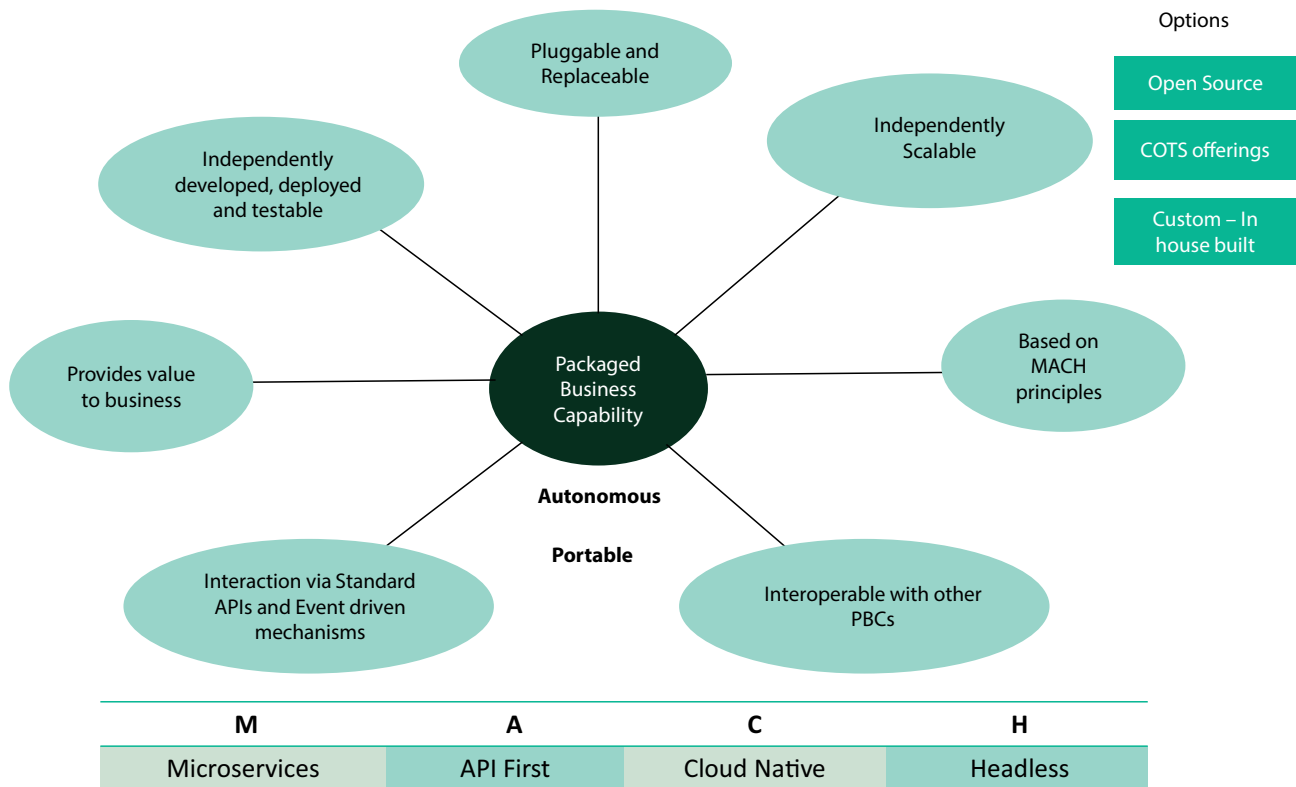 Options
Pluggable and
Replaceable
Open Source
Independently
Scalable
COTS offerings
Independently
developed, deployed
and testable
Custom – In
house built
Based on
MACH
principles
Provides value
to business
Packaged
Business
Capability
Autonomous
Portable
Interaction via Standard
APIs and Event driven
mechanisms
Interoperable with other
PBCs
M A C H
Microservices API First Cloud Native Headless